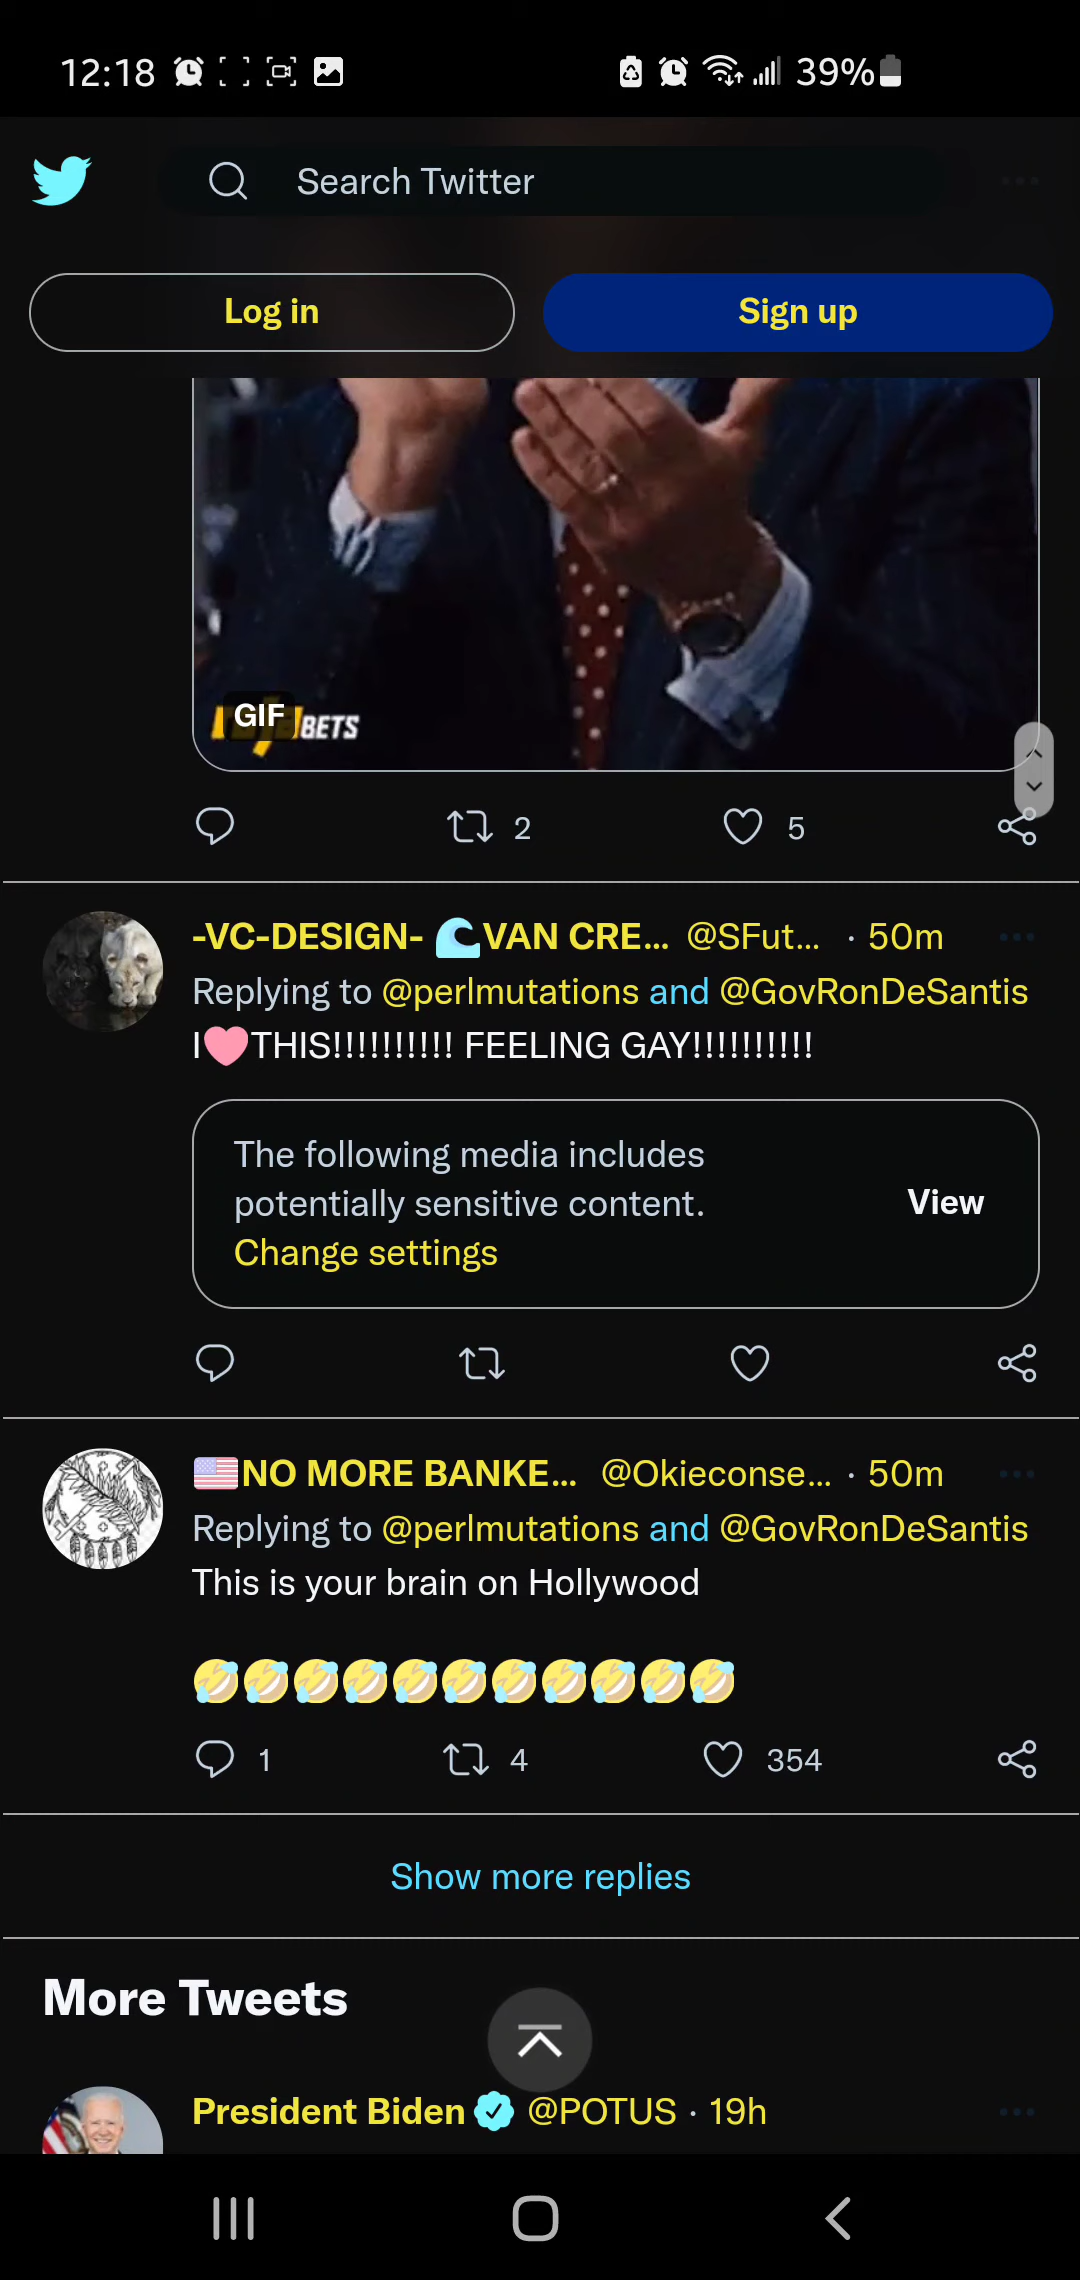 12:18 39%
Search Twitter
Log in Sign up
GIF BETS
2 5
-VC-DESIGN- 🌊VAN CRE... @SFut... · 50m
Replying to @perlmutations and @GovRonDeSantis
I🩷THIS!!!!!!!!!! FEELING GAY!!!!!!!!!!
The following media includes
potentially sensitive content.
View
Change settings
🇺🇸NO MORE BANKE... @Okieconse... · 50m
Replying to @perlmutations and @GovRonDeSantis
This is your brain on Hollywood
🤣🤣🤣🤣🤣🤣🤣🤣🤣🤣🤣
1 4 354
Show more replies
More Tweets
President Biden @POTUS · 19h